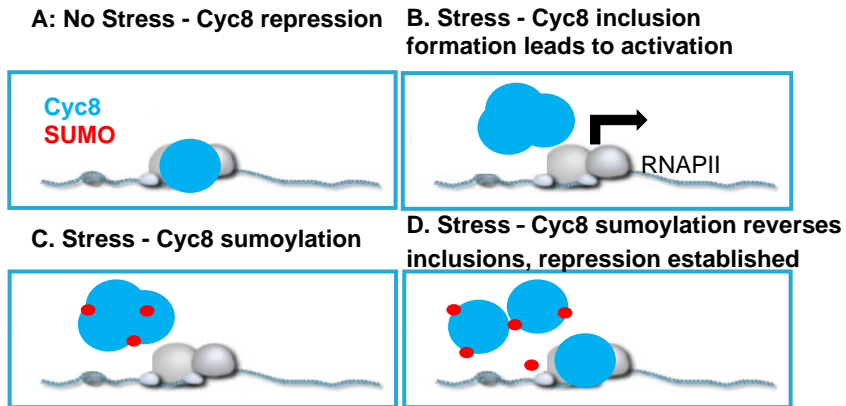 A: No Stress - Cyc8 repression
B. Stress - Cyc8 inclusion
formation leads to activation
Cyc8
SUMO
RNAPII
C. Stress - Cyc8 sumoylation
D. Stress - Cyc8 sumoylation reverses
inclusions, repression established